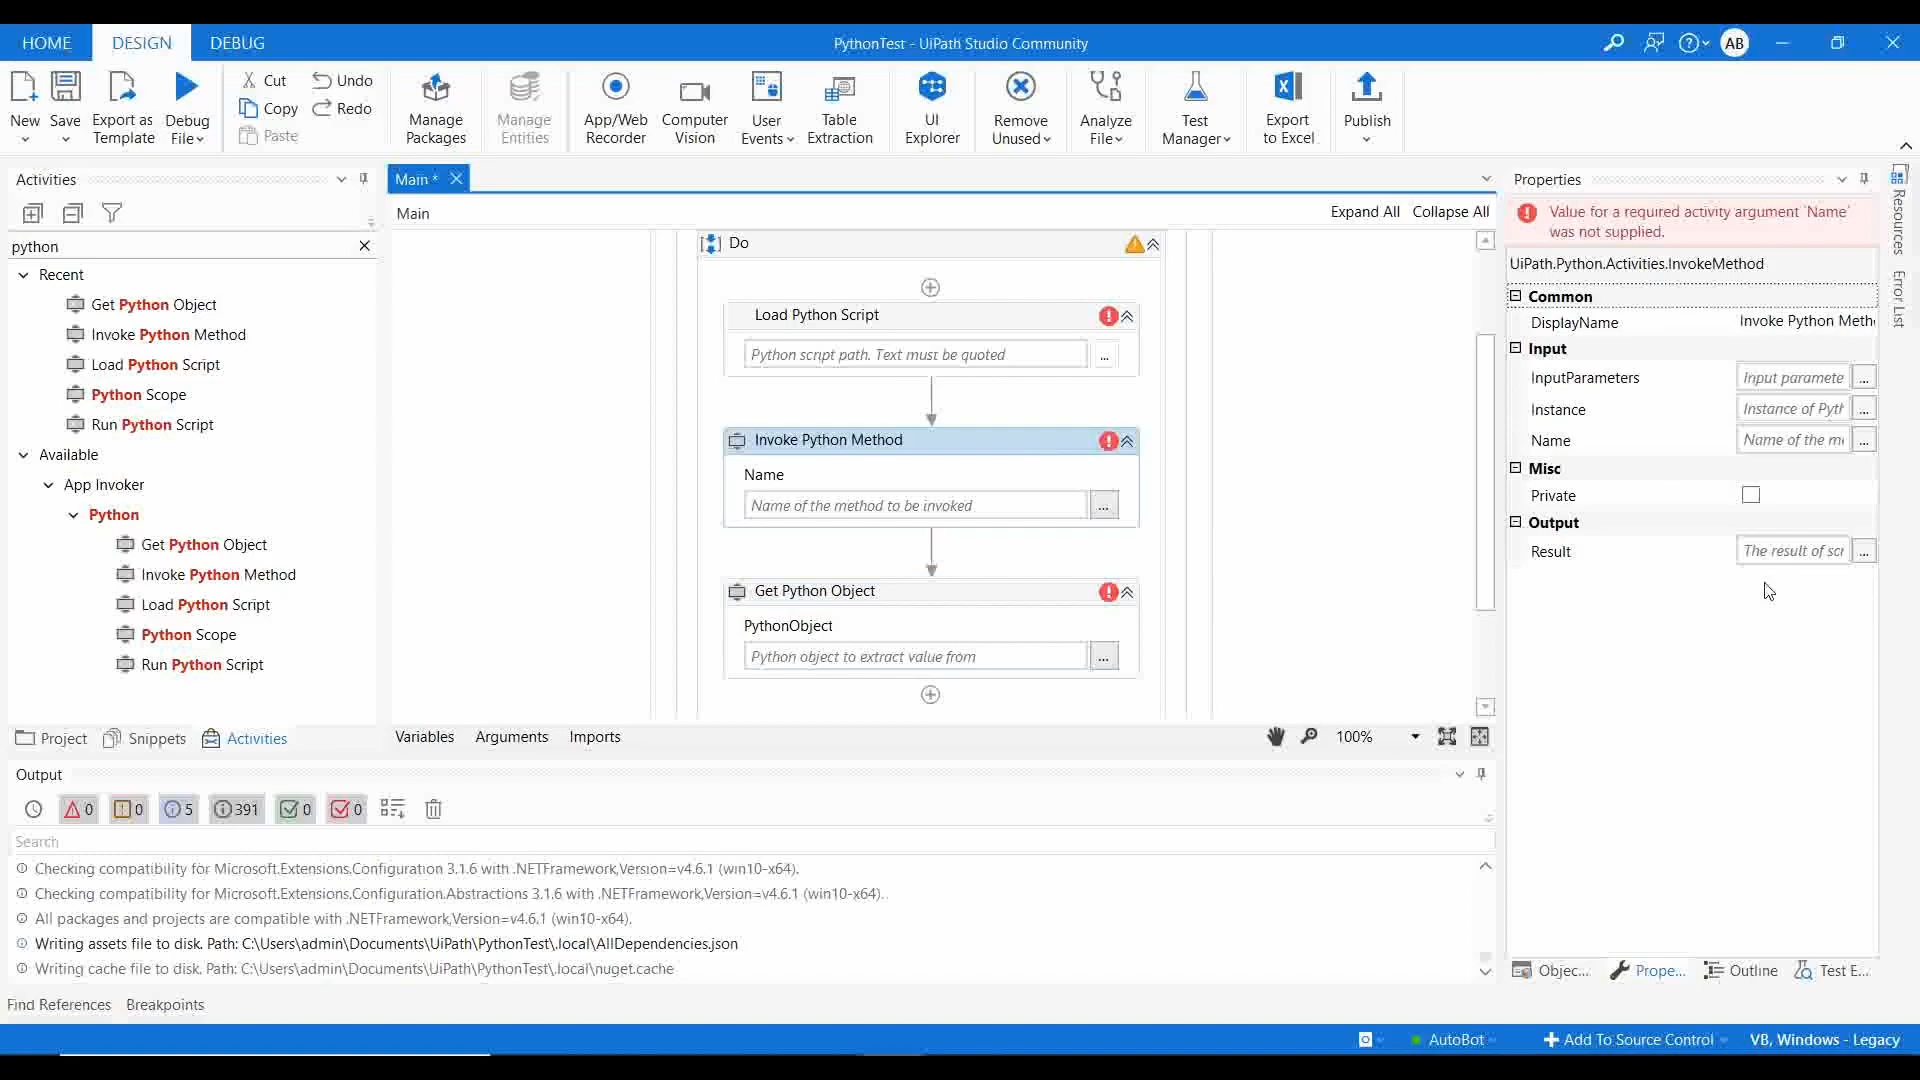 HOME
DESIGN
DEBUG
PythonTest - UiPath Studio Community
AB
New
Save
Export as
Template
Debug
File
Cut
Copy
Paste
Undo
Redo
Manage
Packages
Manage
Entities
App/Web
Recorder
Computer
Vision
User
Events
Table
Extraction
UI
Explorer
Remove
Unused
Analyze
File
Test
Manager
Export
to Excel
Publish
Activities
python
Recent
Get Python Object
Invoke Python Method
Load Python Script
Python Scope
Run Python Script
Available
App Invoker
Python
Get Python Object
Invoke Python Method
Load Python Script
Python Scope
Run Python Script
Project
Snippets
Activities
Main *
Main
Expand All
Collapse All
Do
Load Python Script
Python script path. Text must be quoted
...
Invoke Python Method
Name
Name of the method to be invoked
...
Get Python Object
PythonObject
Python object to extract value from
...
Variables
Arguments
Imports
100%
Properties
Value for a required activity argument 'Name'
was not supplied.
UiPath.Python.Activities.InvokeMethod
Common
DisplayName
Invoke Python Meth
Input
InputParameters
Input paramete
...
Instance
Instance of Pyth
...
Name
Name of the me
...
Misc
Private
Output
Result
The result of scr
...
Objec...
Prope...
Outline
Test E...
Resources
Error List
Output
0
0
5
391
0
0
Search
Checking compatibility for Microsoft.Extensions.Configuration 3.1.6 with .NETFramework,Version=v4.6.1 (win10-x64).
Checking compatibility for Microsoft.Extensions.Configuration.Abstractions 3.1.6 with .NETFramework,Version=v4.6.1 (win10-x64).
All packages and projects are compatible with .NETFramework,Version=v4.6.1 (win10-x64).
Writing assets file to disk. Path: C:\Users\admin\Documents\UiPath\PythonTest\.local\AllDependencies.json
Writing cache file to disk. Path: C:\Users\admin\Documents\UiPath\PythonTest\.local\nuget.cache
Find References
Breakpoints
AutoBot
Add To Source Control
VB, Windows - Legacy